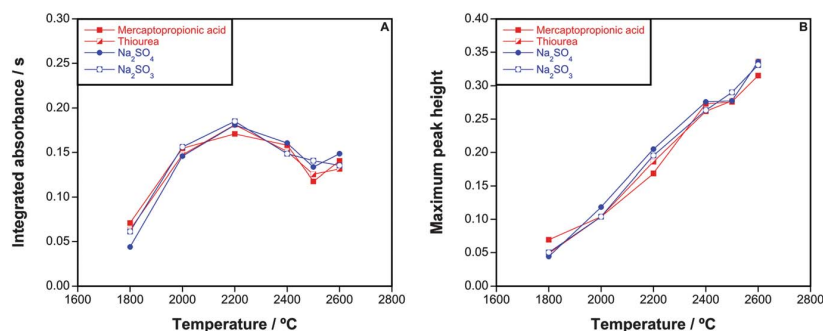 A
Mercaptopropionic acid
Thiourea
Na₂SO₄
Na₂SO₃
Integrated absorbance / s
0.30
0.25
0.20
0.15
0.10
0.05
0.00
1600 1800 2000 2200 2400 2600 2800
Temperature / ºC
B
Mercaptopropionic acid
Thiourea
Na₂SO₄
Na₂SO₃
Maximum peak height
0.40
0.35
0.30
0.25
0.20
0.15
0.10
0.05
0.00
1600 1800 2000 2200 2400 2600 2800
Temperature / ºC